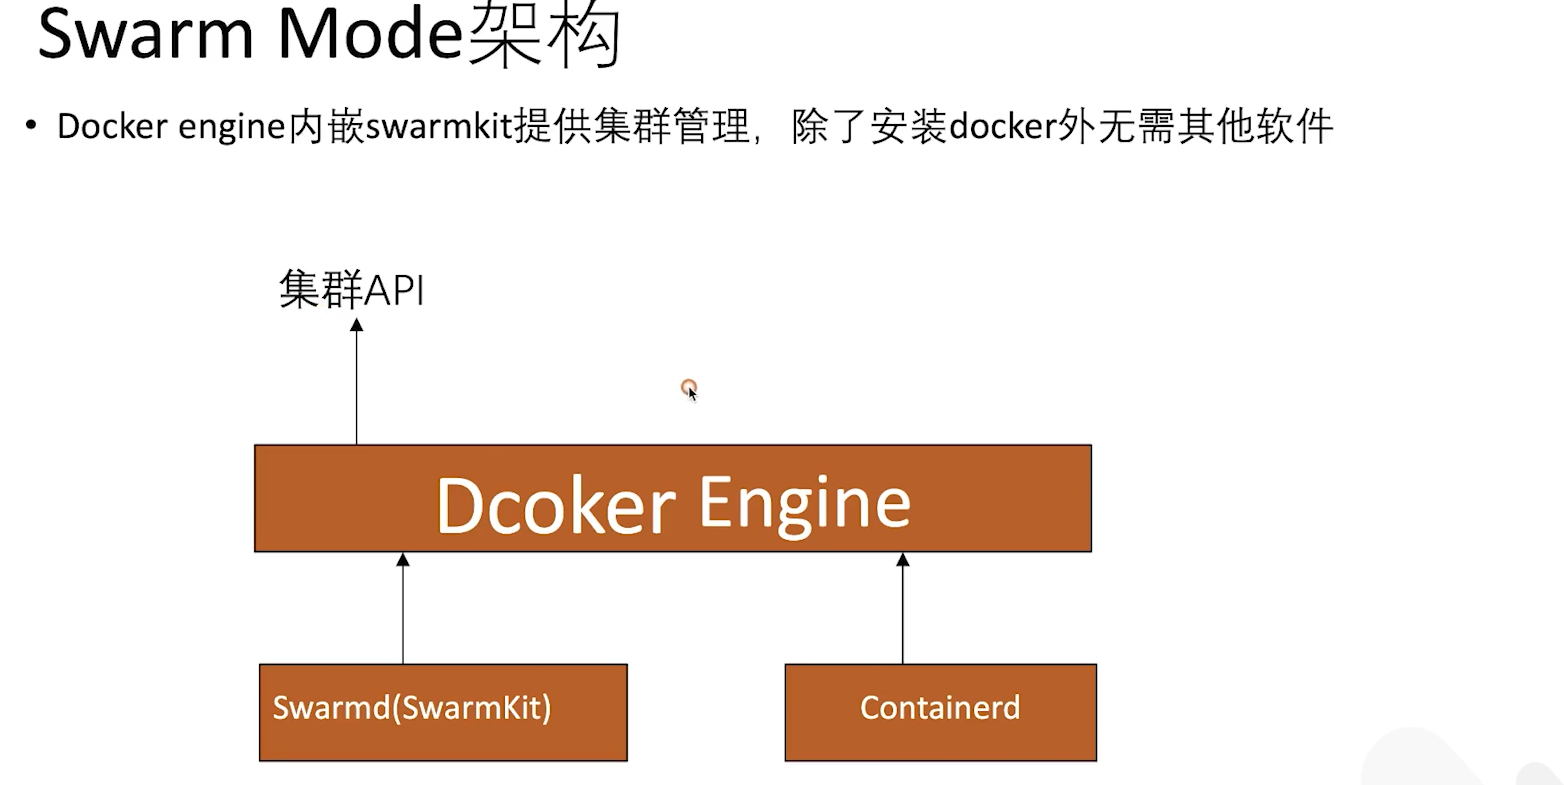 Swarm Mode架构
• Docker engine内嵌swarmkit提供集群管理，除了安装docker外无需其他软件
集群API
Dcoker Engine
Swarmd(SwarmKit)
Containerd